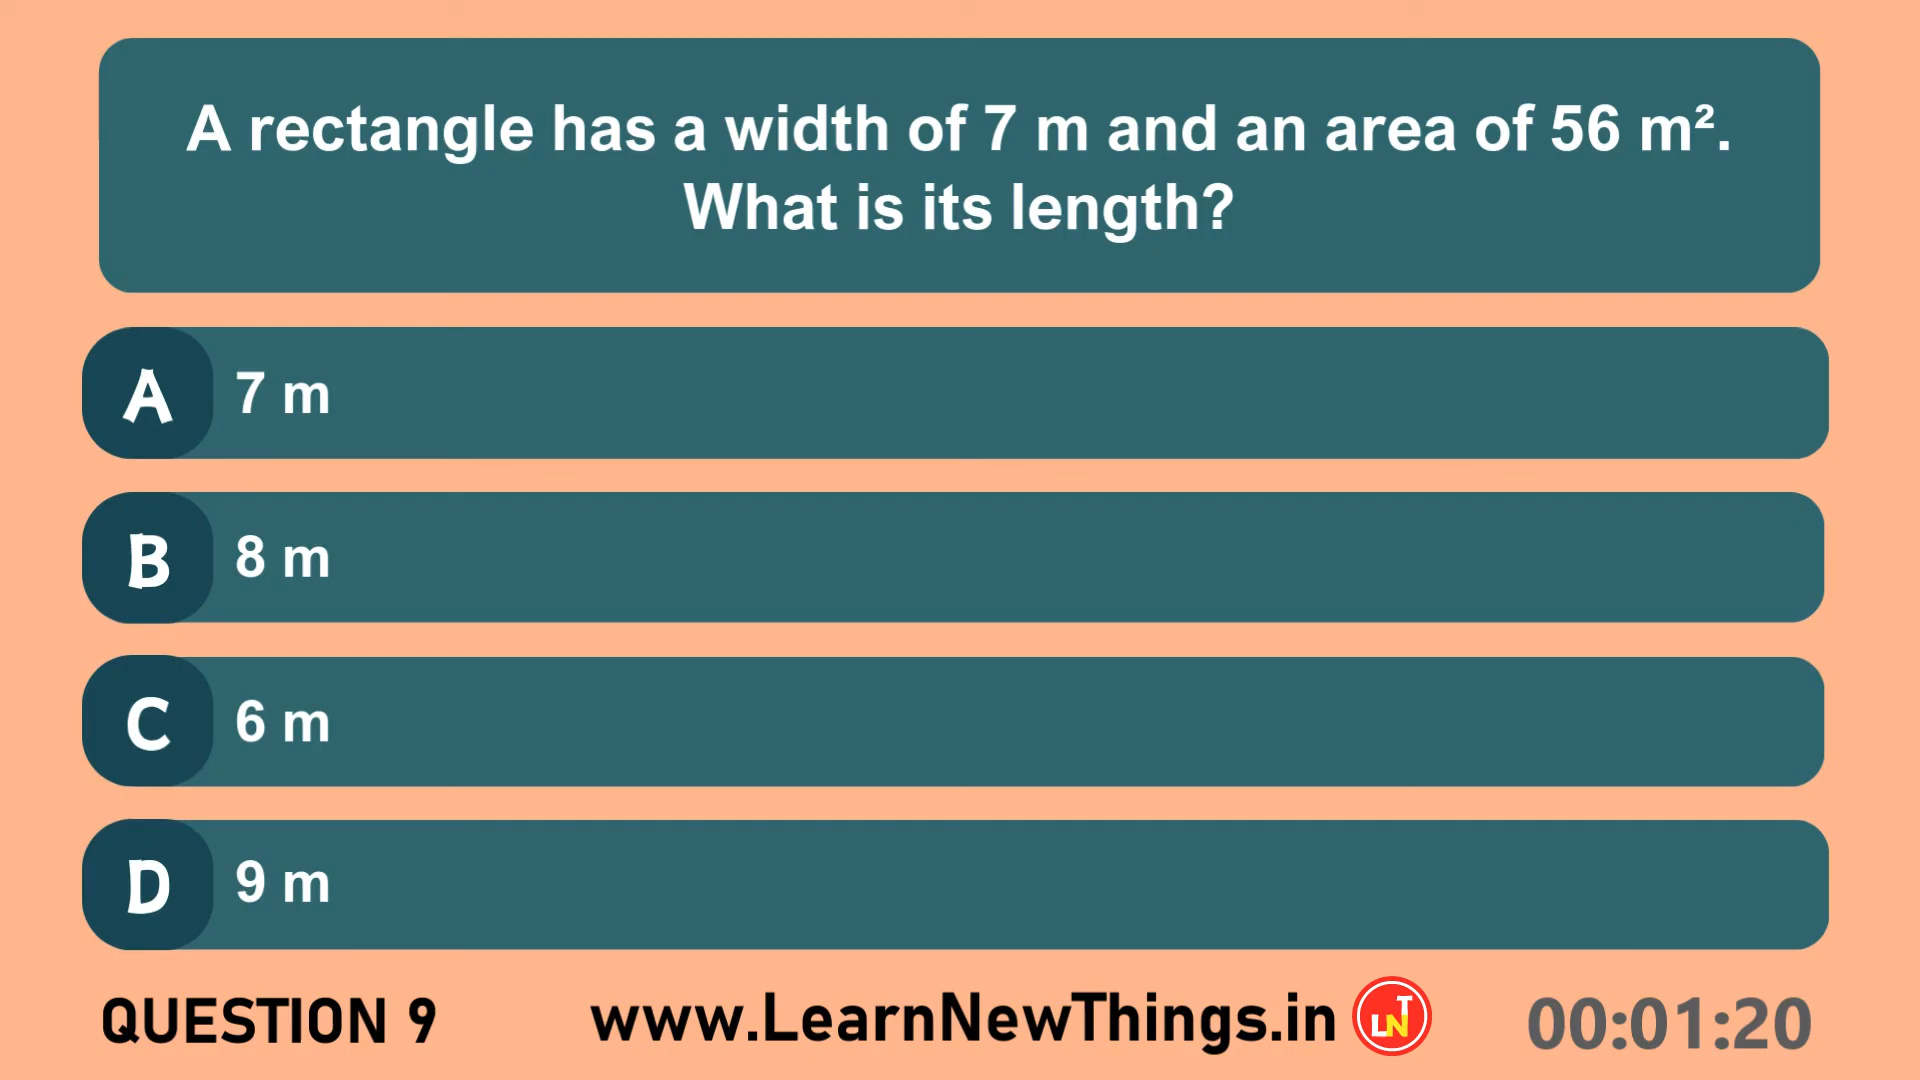 A rectangle has a width of 7 m and an area of 56 m².
What is its length?
A 7 m
B 8 m
C 6 m
D 9 m
QUESTION 9 www.LearnNewThings.in LNT 00:01:20